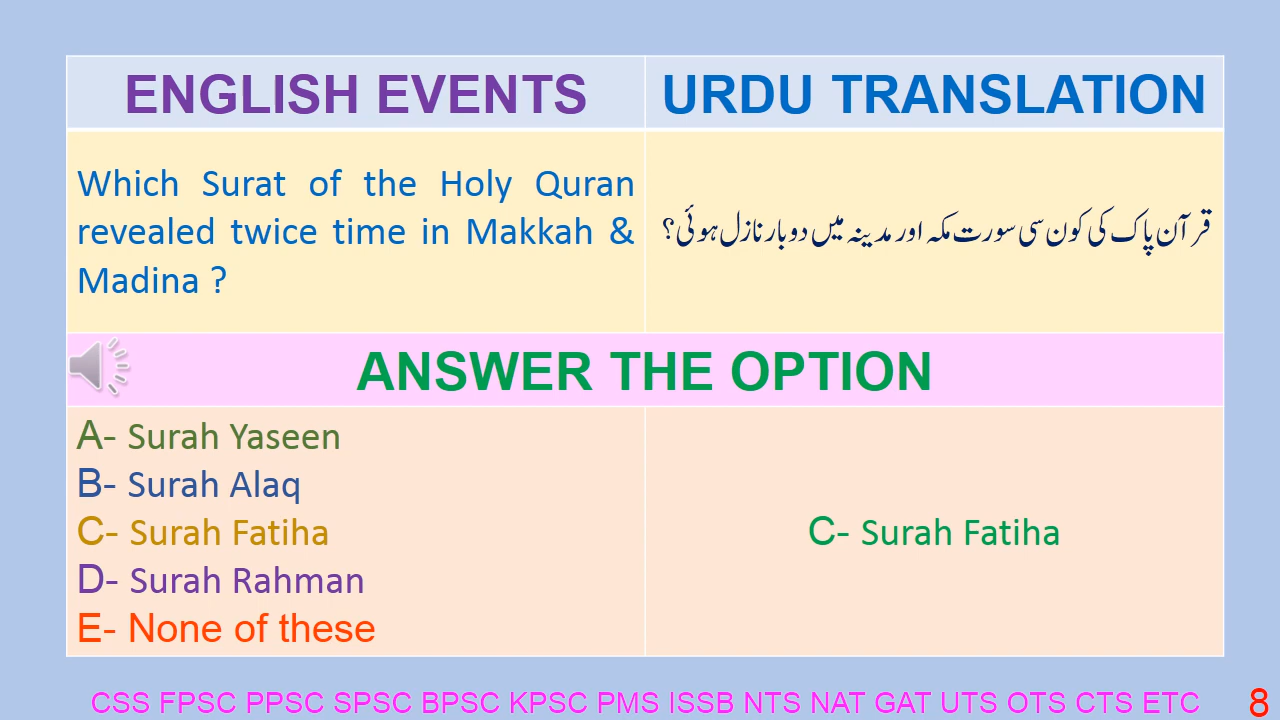 ENGLISH EVENTS
URDU TRANSLATION
Which Surat of the Holy Quran
revealed twice time in Makkah &
Madina ?
قرآن پاک کی کون سی سورت مکہ اور مدینہ میں دوبار نازل ہوئی؟
ANSWER THE OPTION
A- Surah Yaseen
B- Surah Alaq
C- Surah Fatiha
D- Surah Rahman
E- None of these
C- Surah Fatiha
CSS FPSC PPSC SPSC BPSC KPSC PMS ISSB NTS NAT GAT UTS OTS CTS ETC
8